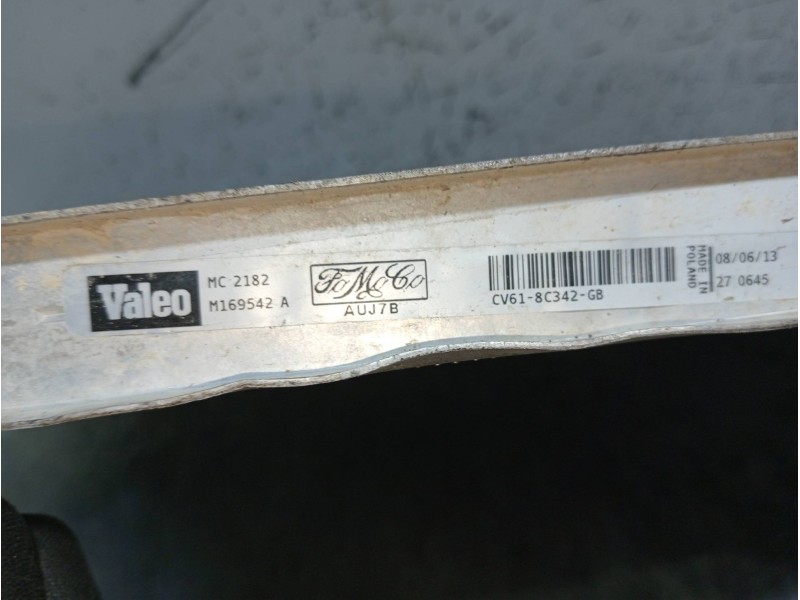 Valeo
MC 2182
M169542 A
FoMoCo
AUJ7B
CV61-8C342-GB
MADE IN
POLAND
08/06/13
27 0645